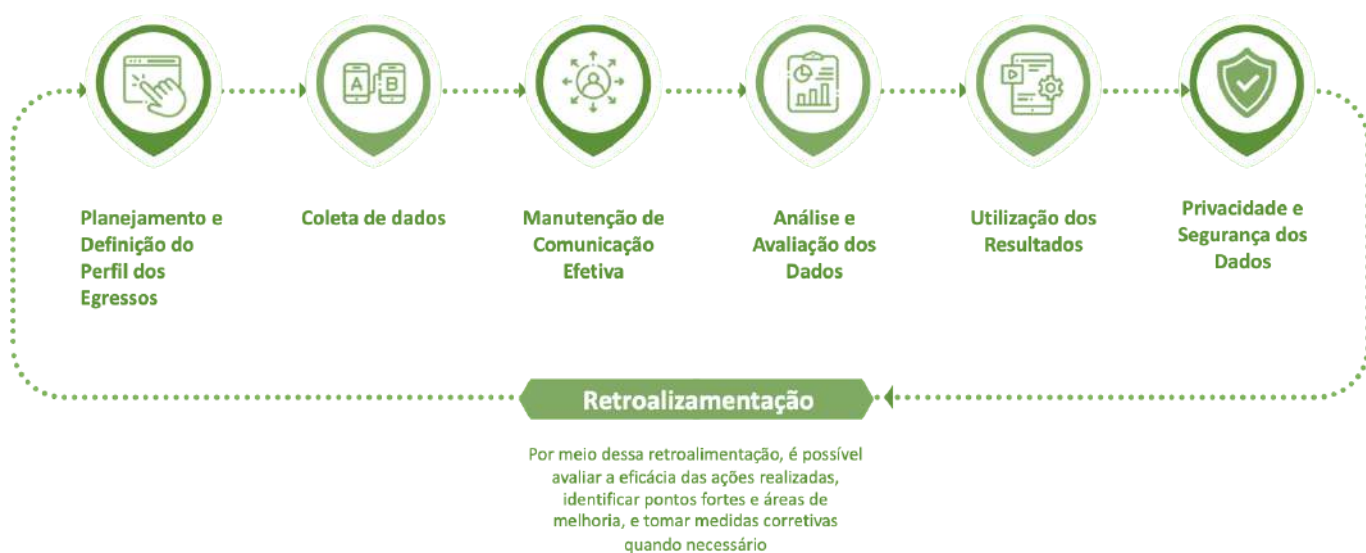 A B
Planejamento e
Definição do
Perfil dos
Egressos
Coleta de dados
Manutenção de
Comunicação
Efetiva
Análise e
Avaliação dos
Dados
Utilização dos
Resultados
Privacidade e
Segurança dos
Dados
Retroalizamentação
Por meio dessa retroalimentação, é possível
avaliar a eficácia das ações realizadas,
identificar pontos fortes e áreas de
melhoria, e tomar medidas corretivas
quando necessário